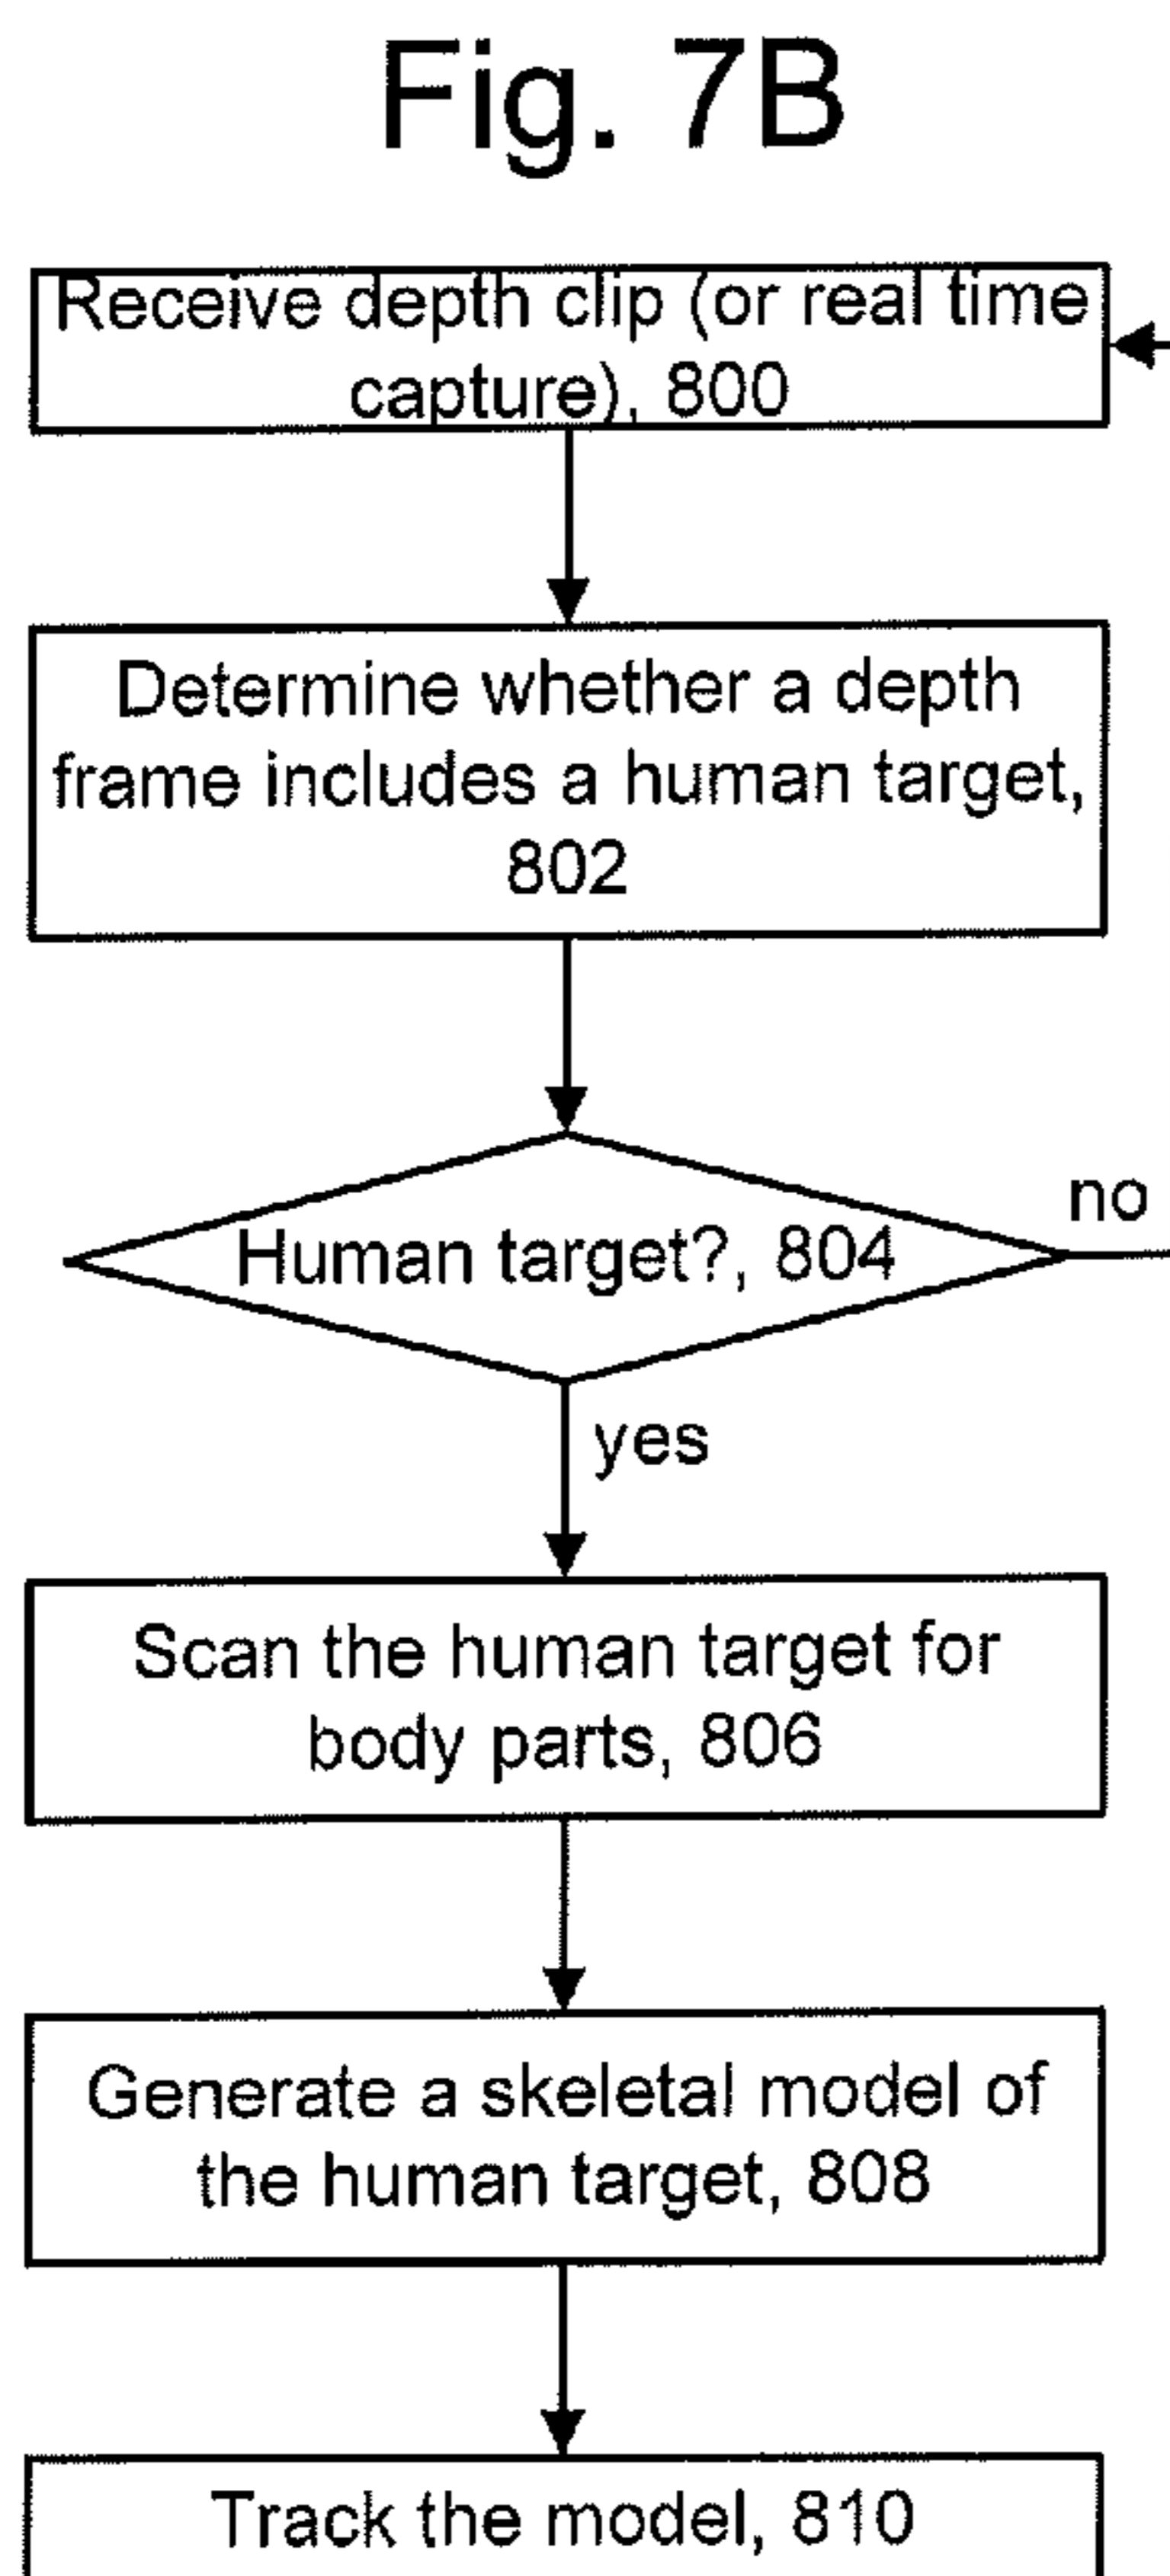 Fig. 7B
Receive depth clip (or real time
capture), 800
Determine whether a depth
frame includes a human target,
802
Human target?, 804
no
yes
Scan the human target for
body parts, 806
Generate a skeletal model of
the human target, 808
Track the model, 810